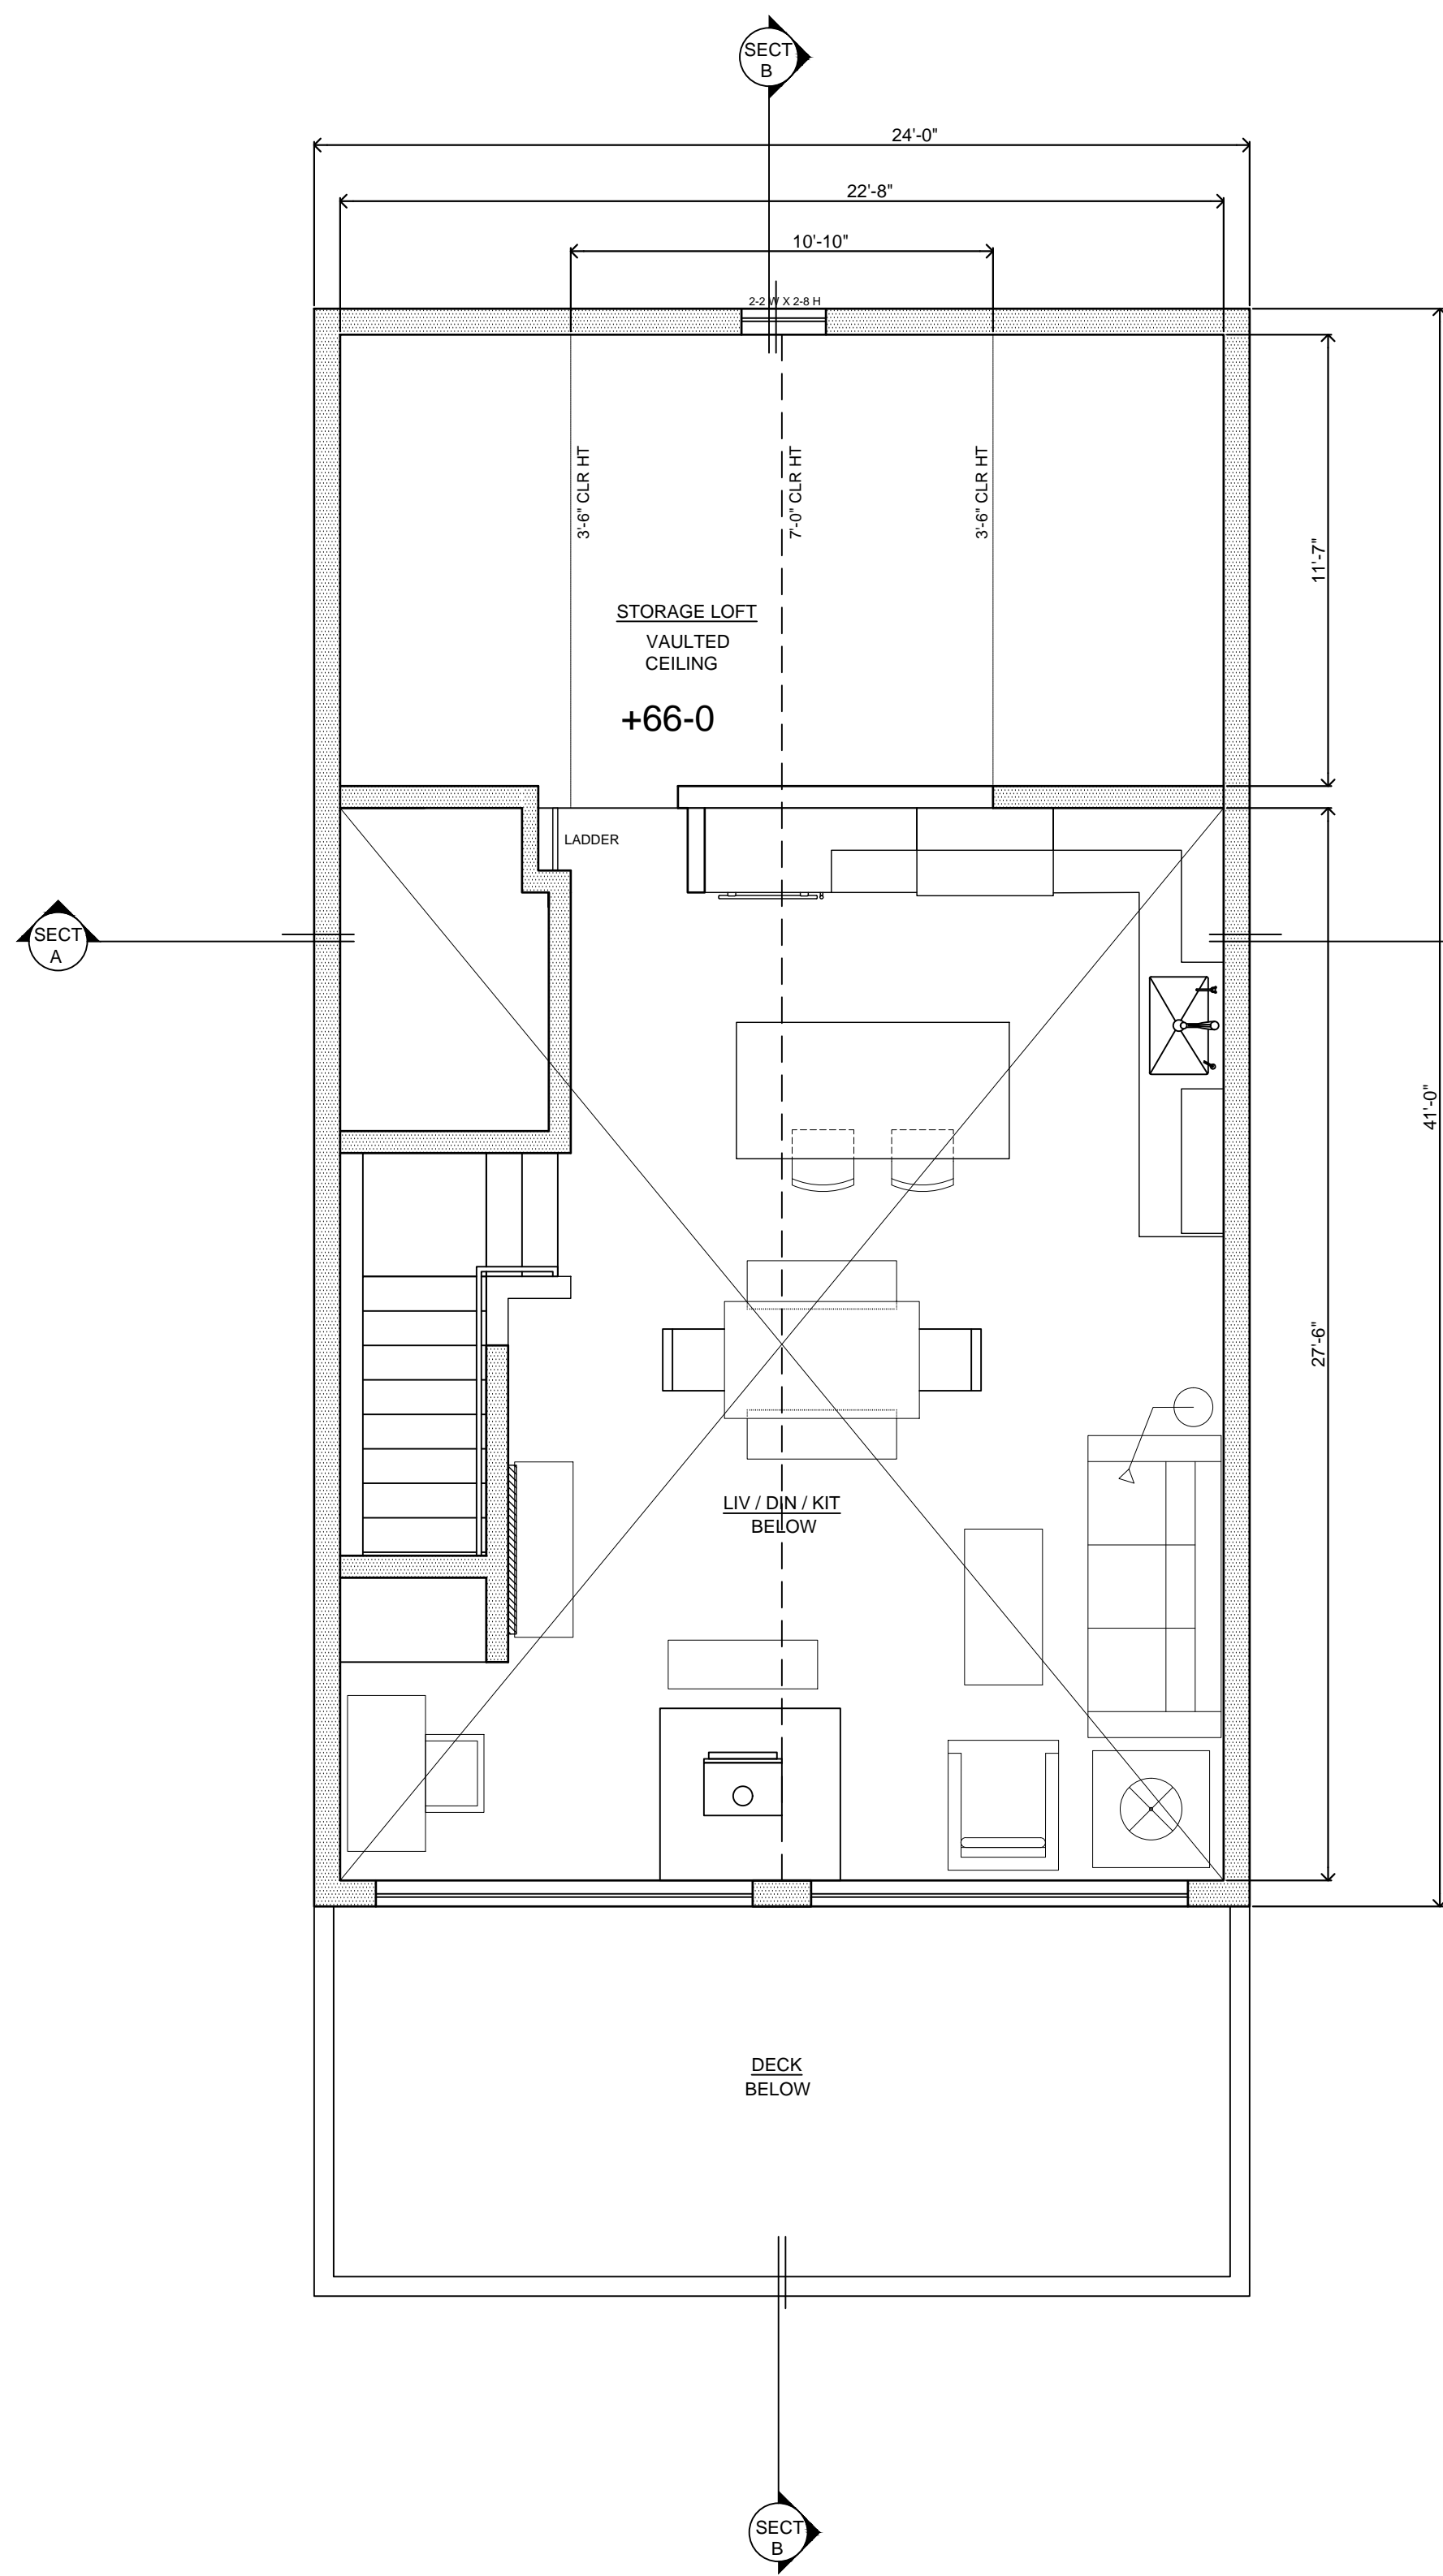 SECT
B
24'-0"
22'-8"
10'-10"
2-2 W X 2-8 H
3'-6" CLR HT
7'-0" CLR HT
3'-6" CLR HT
11'-7"
STORAGE LOFT
VAULTED
CEILING
+66-0
LADDER
SECT
A
41'-0"
27'-6"
LIV / DIN / KIT
BELOW
DECK
BELOW
SECT
B